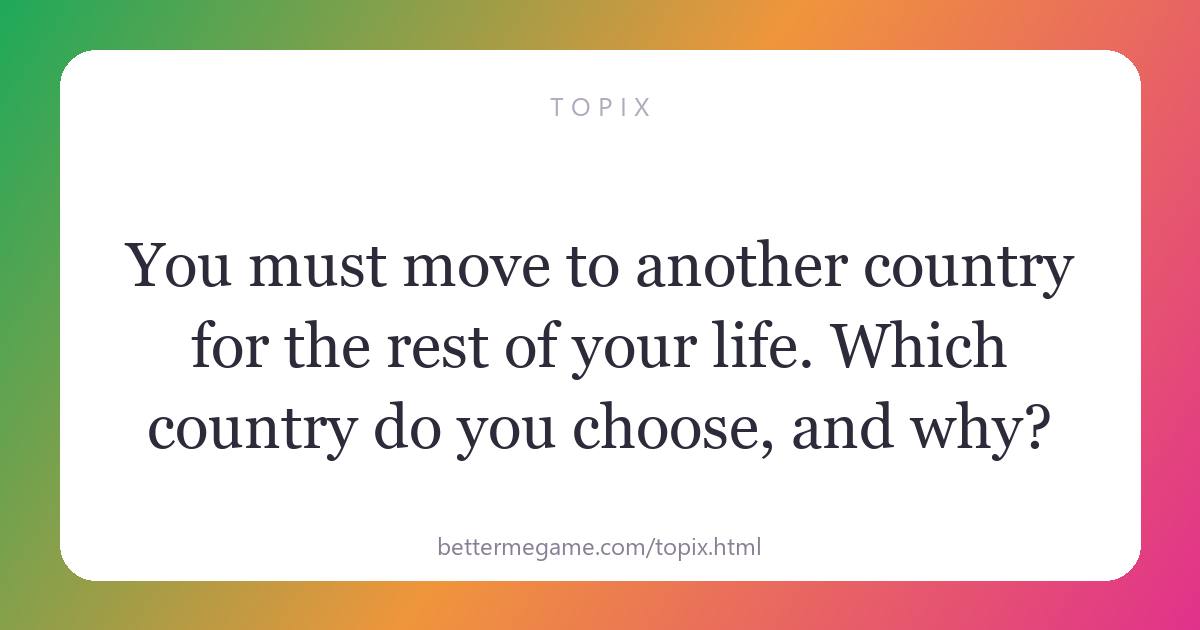 TOPIX
You must move to another country
for the rest of your life. Which
country do you choose, and why?
bettermegame.com/topix.html